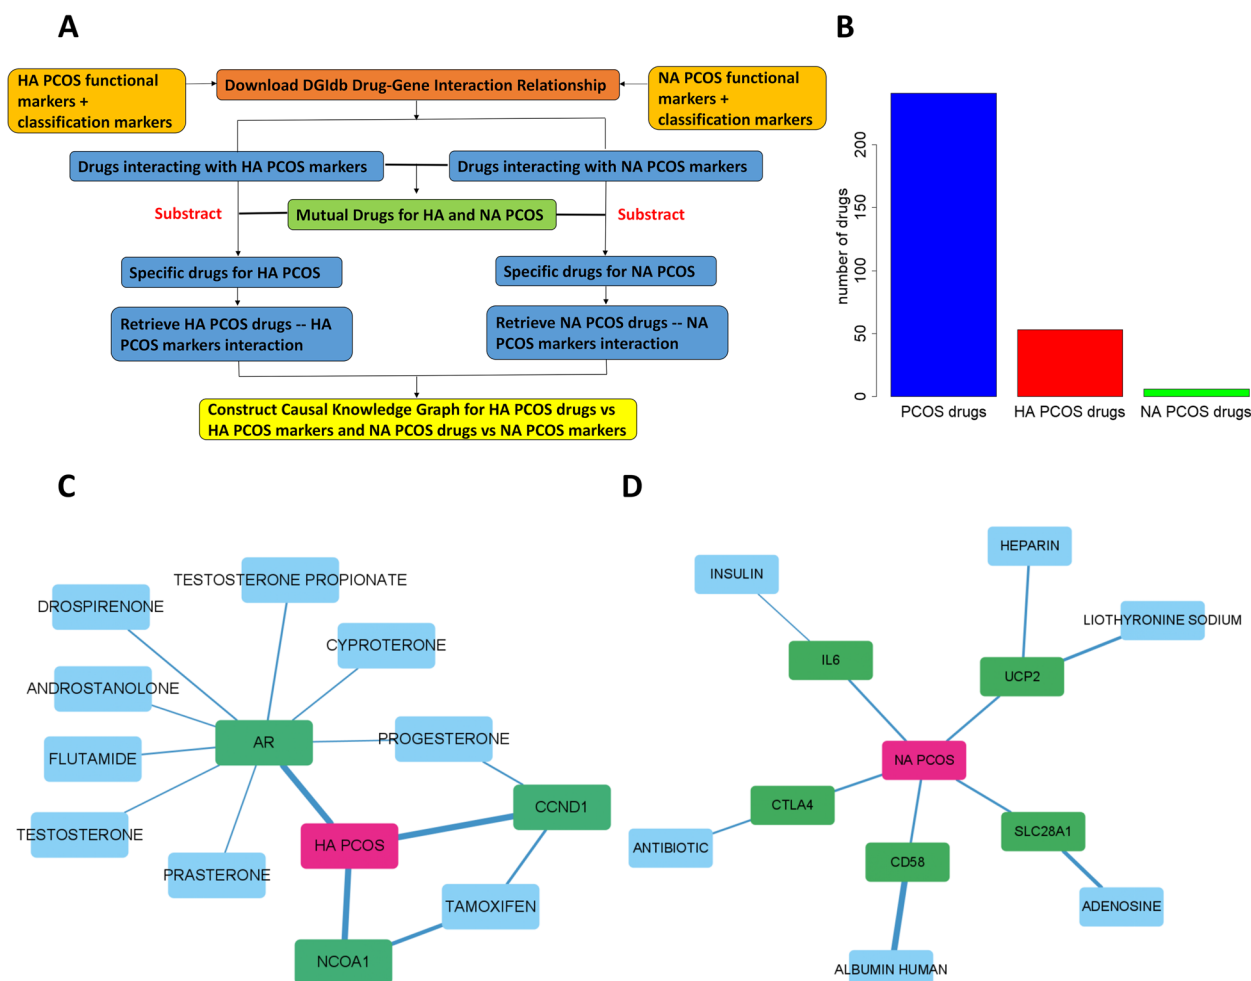 A
HA PCOS functional
markers +
classification markers
Download DGIdb Drug-Gene Interaction Relationship
NA PCOS functional
markers +
classification markers
Drugs interacting with HA PCOS markers
Drugs interacting with NA PCOS markers
Substract
Mutual Drugs for HA and NA PCOS
Substract
Specific drugs for HA PCOS
Specific drugs for NA PCOS
Retrieve HA PCOS drugs -- HA
PCOS markers interaction
Retrieve NA PCOS drugs -- NA
PCOS markers interaction
Construct Causal Knowledge Graph for HA PCOS drugs vs
HA PCOS markers and NA PCOS drugs vs NA PCOS markers
B
number of drugs
200
150
100
50
0
PCOS drugs
HA PCOS drugs
NA PCOS drugs
C
TESTOSTERONE PROPIONATE
DROSPIRENONE
CYPROTERONE
ANDROSTANOLONE
AR
PROGESTERONE
FLUTAMIDE
CCND1
TESTOSTERONE
HA PCOS
PRASTERONE
TAMOXIFEN
NCOA1
D
HEPARIN
INSULIN
LIOTHYRONINE SODIUM
IL6
UCP2
NA PCOS
CTLA4
SLC28A1
ANTIBIOTIC
CD58
ADENOSINE
ALBUMIN HUMAN